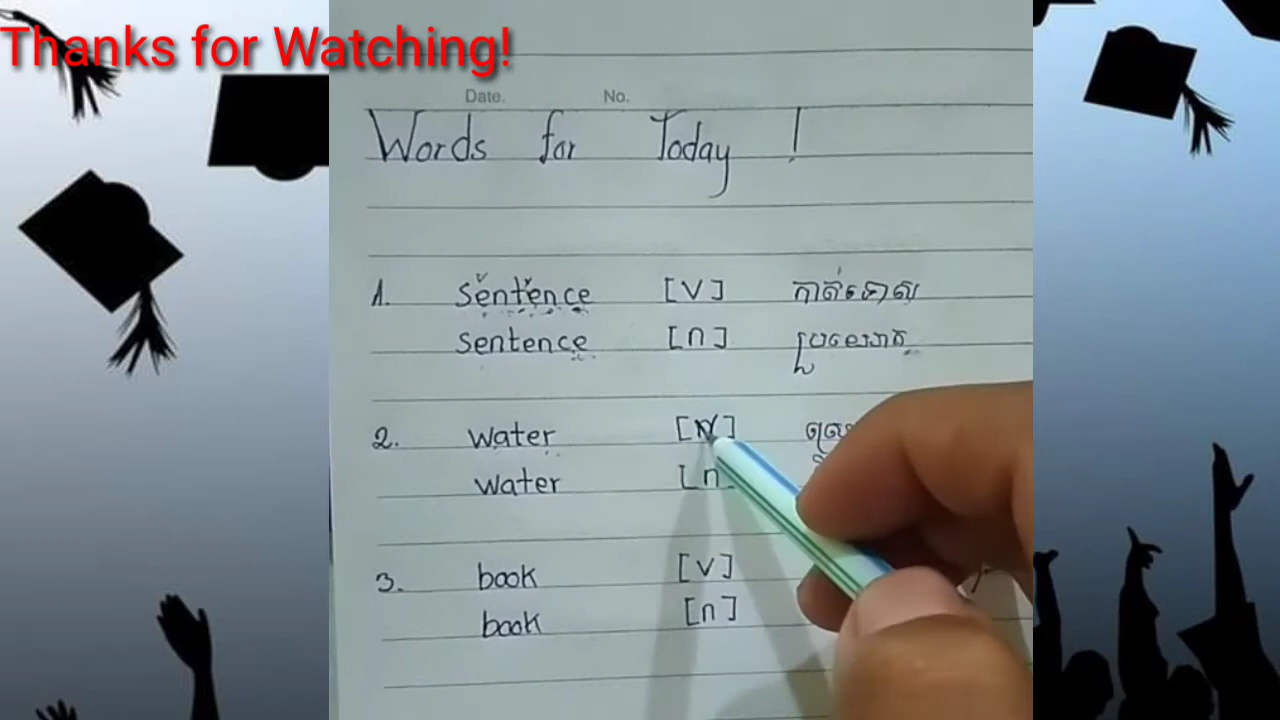 Thanks for Watching!
Date. No.
Words for Today !
1. sentence [v] កាត់ទោស
sentence [n] ប្រយោគ
2. water
water [n
3. book [v]
book [n]